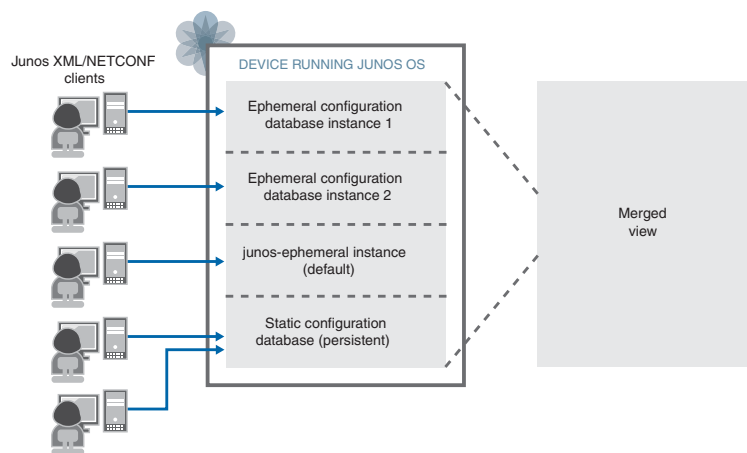 Junos XML/NETCONF
clients
DEVICE RUNNING JUNOS OS
Ephemeral configuration
database instance 1
Ephemeral configuration
database instance 2
junos-ephemeral instance
(default)
Static configuration
database (persistent)
Merged
view